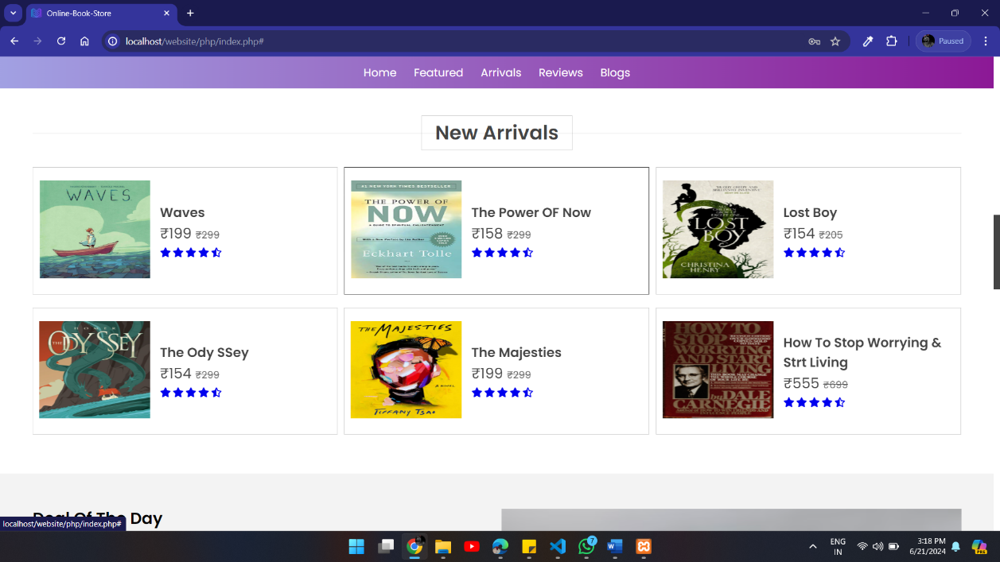 Online-Book-Store
localhost/website/php/index.php#
Paused
Home Featured Arrivals Reviews Blogs
New Arrivals
WAVES
Waves
₹199 ₹299
#1 NEW YORK TIMES BESTSELLER
THE POWER OF
NOW
A GUIDE TO SPIRITUAL ENLIGHTENMENT
Eckhart Tolle
The Power OF Now
₹158 ₹299
LOST
BOY
CHRISTINA
HENRY
Lost Boy
₹154 ₹205
HOMER
THE
ODYSSEY
The Ody SSey
₹154 ₹299
THE MAJESTIES
A NOVEL
TIFFANY TSAO
The Majesties
₹199 ₹299
HOW TO
STOP
WORRYING
AND START
LIVING
by DALE
CARNEGIE
How To Stop Worrying &
Strt Living
₹555 ₹699
Deal Of The Day
localhost/website/php/index.php#
7
ENG
IN
3:18 PM
6/21/2024
PRE